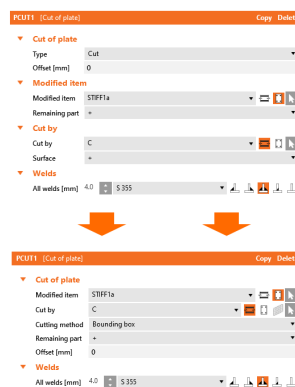 PCUT1 [Cut of plate] Copy Delet
Cut of plate
Type Cut
Offset [mm] 0
Modified item
Modified item STIFF1a
Remaining part +
Cut by
Cut by C
Surface +
Welds
All welds [mm] 4.0 S 355
PCUT1 [Cut of plate] Copy Delet
Cut of plate
Modified item STIFF1a
Cut by C
Cutting method Bounding box
Remaining part +
Offset [mm] 0
Welds
All welds [mm] 4.0 S 355